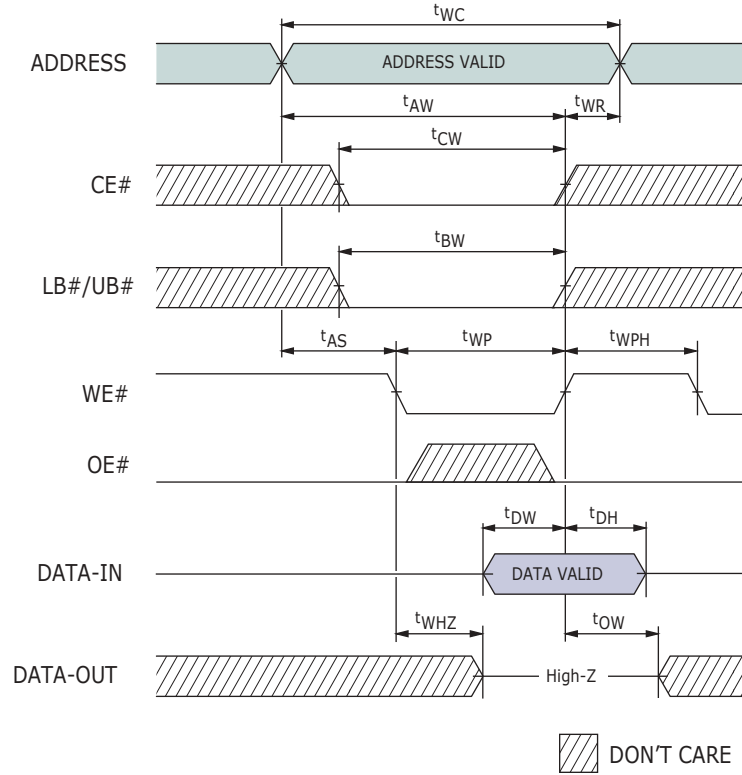 tWC
ADDRESS
ADDRESS VALID
tAW
tWR
tCW
CE#
tBW
LB#/UB#
tAS
tWP
tWPH
WE#
OE#
tDW
tDH
DATA-IN
DATA VALID
tWHZ
tOW
DATA-OUT
High-Z
DON'T CARE